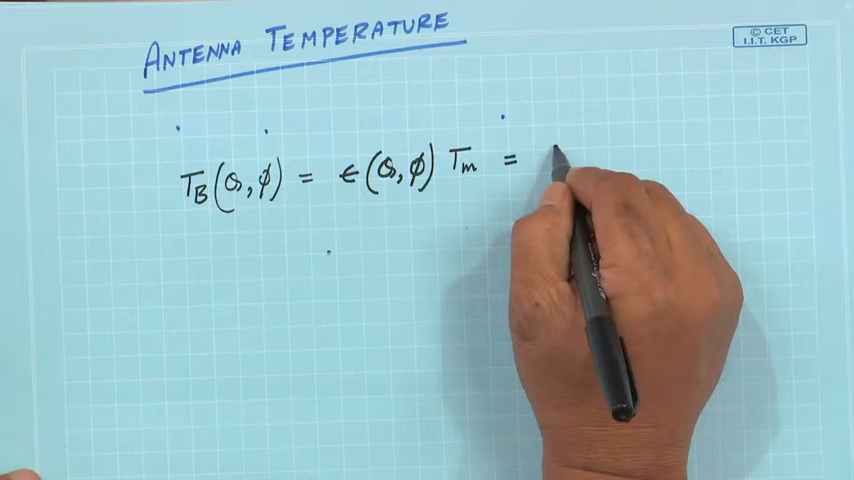 ANTENNA TEMPERATURE
© CET
I.I.T. KGP
T_B(θ,ϕ) = ϵ(θ,ϕ) T_m =